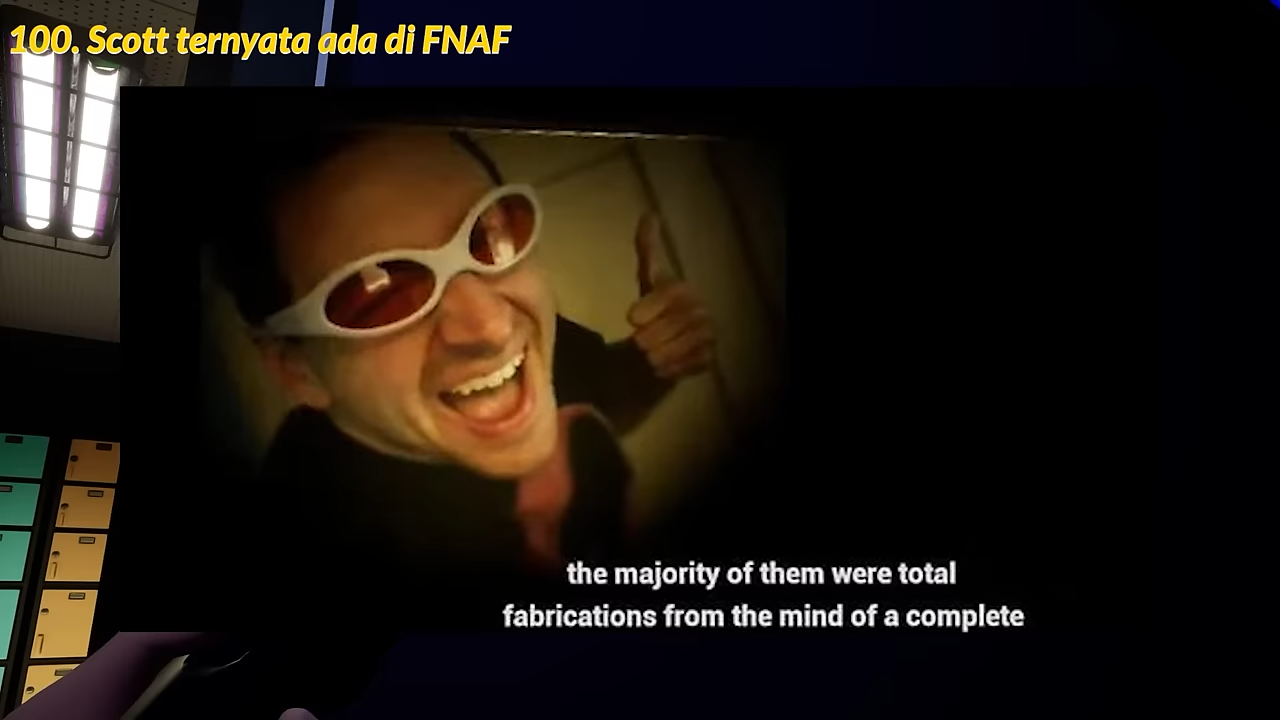 100. Scott ternyata ada di FNAF
the majority of them were total
fabrications from the mind of a complete